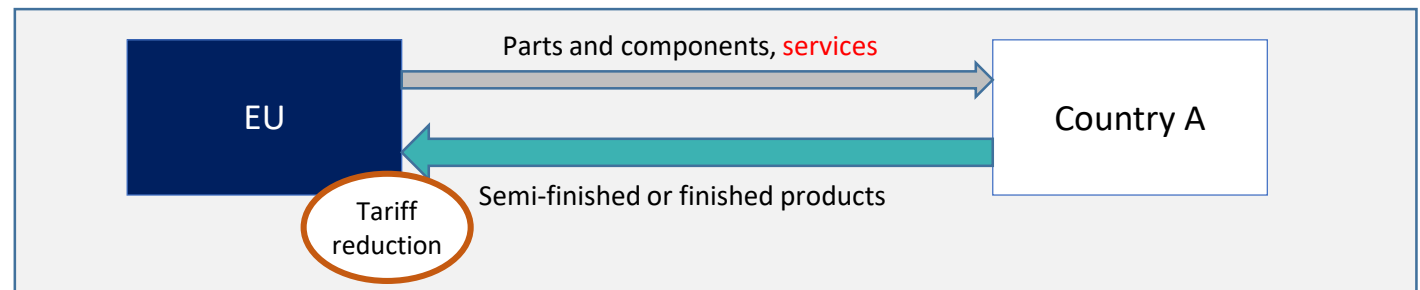 Parts and components, services
EU
Country A
Semi-finished or finished products
Tariff
reduction